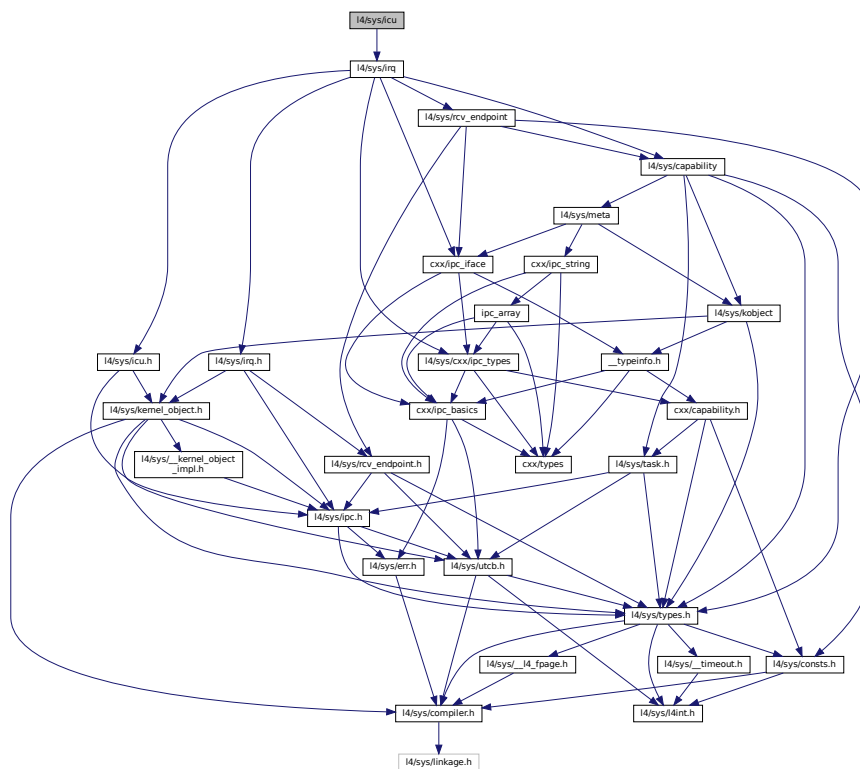 l4/sys/icu
l4/sys/irq
l4/sys/rcv_endpoint
l4/sys/capability
l4/sys/meta
cxx/ipc_iface
cxx/ipc_string
ipc_array
l4/sys/kobject
l4/sys/icu.h
l4/sys/irq.h
l4/sys/cxx/ipc_types
__typeinfo.h
l4/sys/kernel_object.h
cxx/ipc_basics
cxx/capability.h
l4/sys/__kernel_object
_impl.h
l4/sys/rcv_endpoint.h
cxx/types
l4/sys/task.h
l4/sys/ipc.h
l4/sys/err.h
l4/sys/utcb.h
l4/sys/types.h
l4/sys/__l4_fpage.h
l4/sys/__timeout.h
l4/sys/consts.h
l4/sys/compiler.h
l4/sys/l4int.h
l4/sys/linkage.h